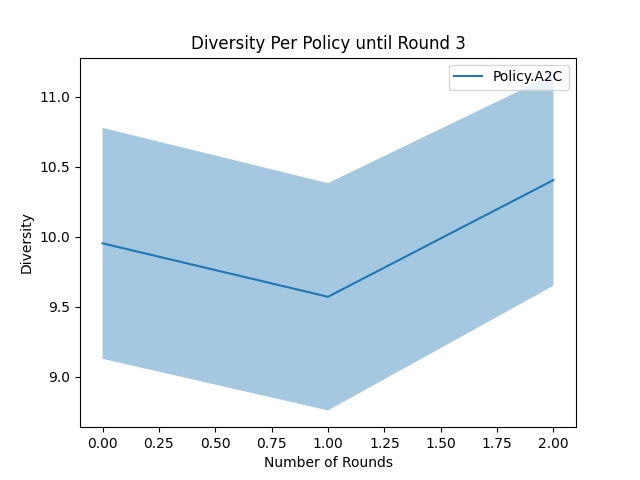 Diversity Per Policy until Round 3
Policy.A2C
11.0
10.5
10.0
9.5
9.0
Diversity
0.00 0.25 0.50 0.75 1.00 1.25 1.50 1.75 2.00
Number of Rounds